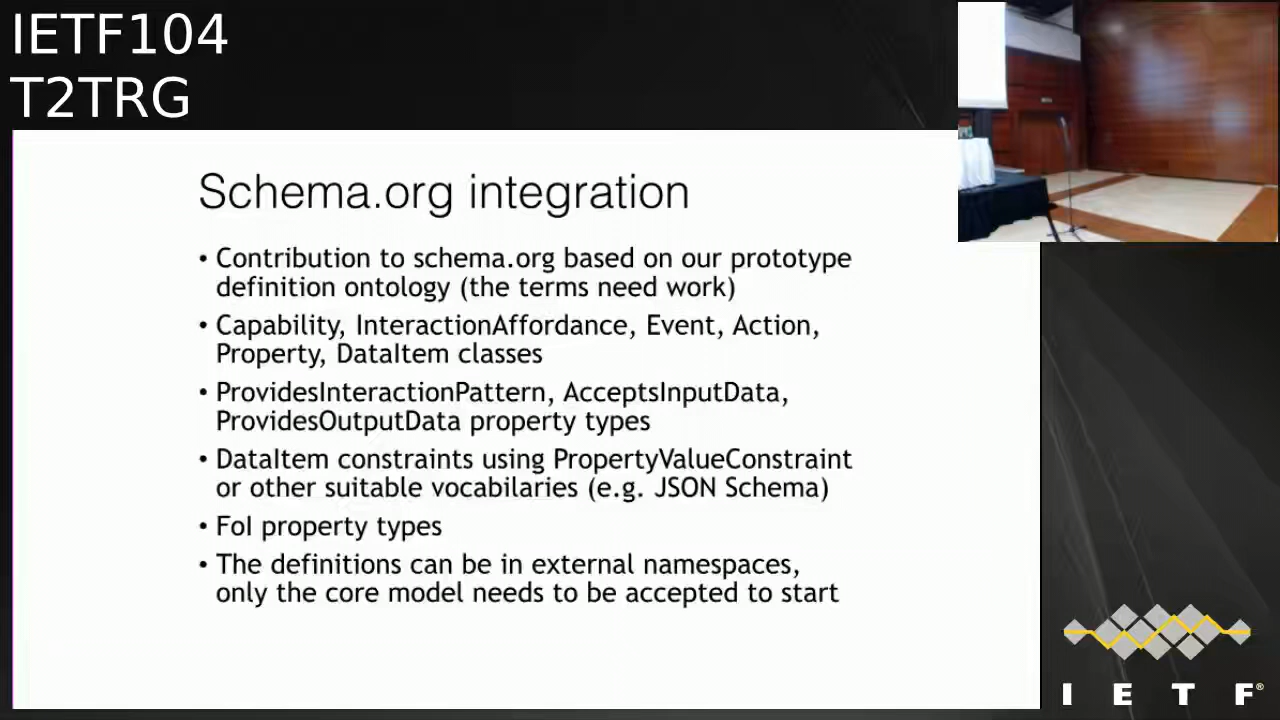 IETF104
T2TRG
Schema.org integration
• Contribution to schema.org based on our prototype
definition ontology (the terms need work)
• Capability, InteractionAffordance, Event, Action,
Property, DataItem classes
• ProvidesInteractionPattern, AcceptsInputData,
ProvidesOutputData property types
• DataItem constraints using PropertyValueConstraint
or other suitable vocabilaries (e.g. JSON Schema)
• FoI property types
• The definitions can be in external namespaces,
only the core model needs to be accepted to start
I E T F®